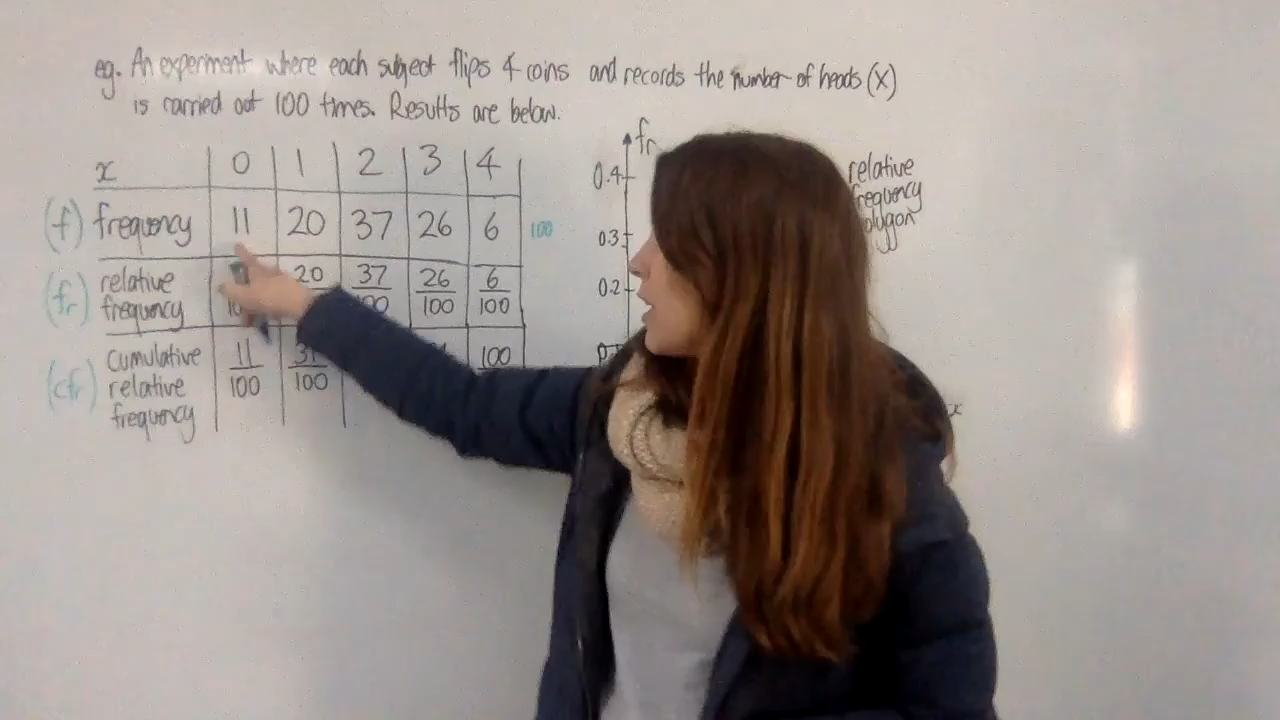 eg. An experiment where each subject flips 4 coins and records the number of heads (X)
is carried out 100 times. Results are below.
x 0 1 2 3 4
(f) frequency 11 20 37 26 6 100
(fr) relative frequency 20/100 37/100 26/100 6/100
(cfr) cumulative relative frequency 11/100 31/100 100
fr
0.4
0.3
0.2
x
relative
frequency
polygon